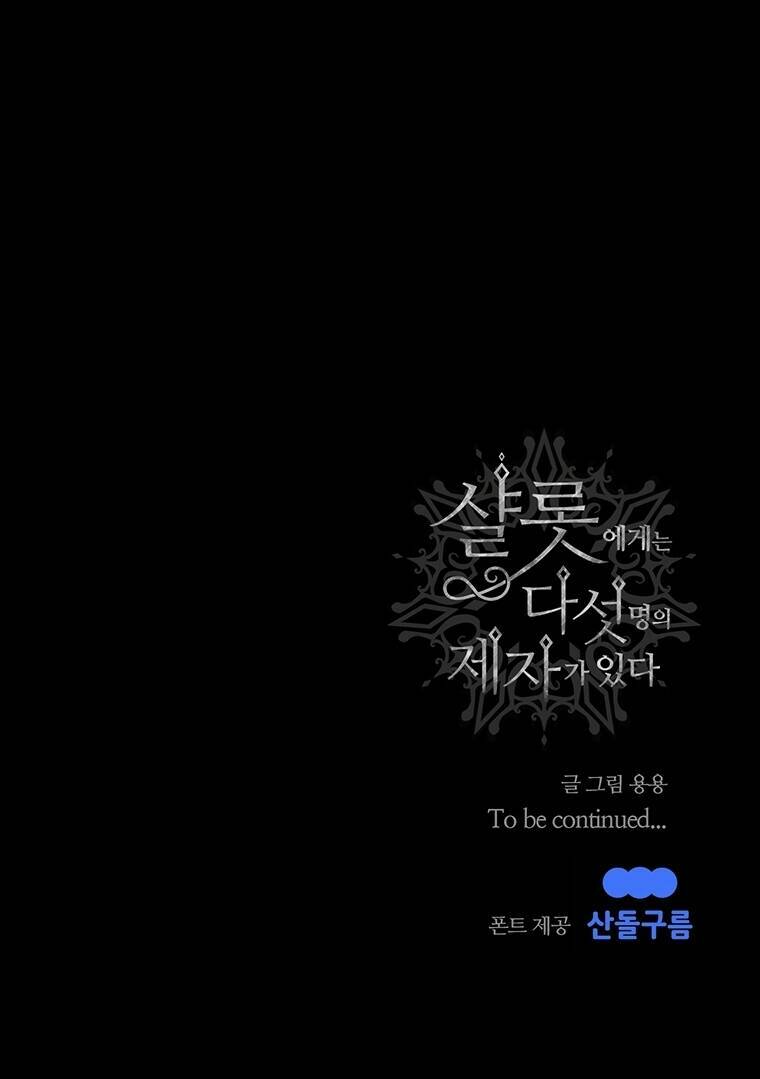 샬롯에게는
다섯명의
제자가 있다
글 그림 용용
To be continued...
폰트 제공 산돌구름